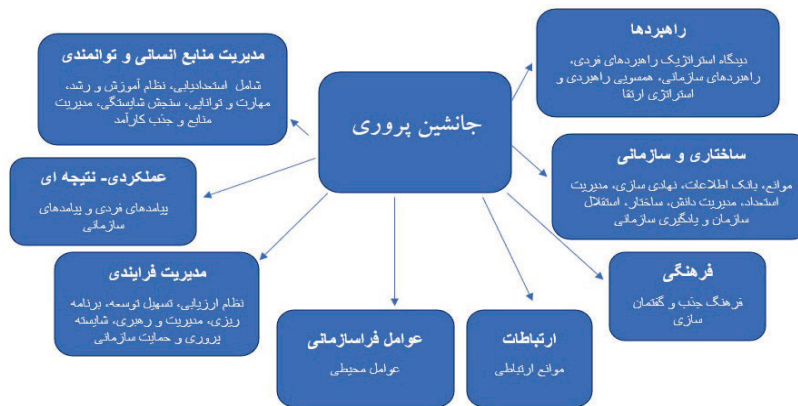 جانشین پروری
راهبردها
دیدگاه استراتژیک راهبردهای فردی،
راهبردهای سازمانی، همسویی راهبردی و
استراتژی ارتقا
ساختاری و سازمانی
موانع، بانک اطلاعات، نهادی سازی، مدیریت
استعداد، مدیریت دانش، ساختار، استقلال
سازمان و یادگیری سازمانی
فرهنگی
فرهنگ جذب و گفتمان
سازی
ارتباطات
موانع ارتباطی
عوامل فراسازمانی
عوامل محیطی
مدیریت فرایندی
نظام ارزیابی، تسهیل توسعه، برنامه
ریزی، مدیریت و رهبری، شایسته
پروری و حمایت سازمانی
عملکردی- نتیجه ای
پیامدهای فردی و پیامدهای
سازمانی
مدیریت منابع انسانی و توانمندی
شامل استعدادیابی، نظام آموزش و رشد،
مهارت و توانایی، سنجش شایستگی، مدیریت
منابع و جذب کارآمد